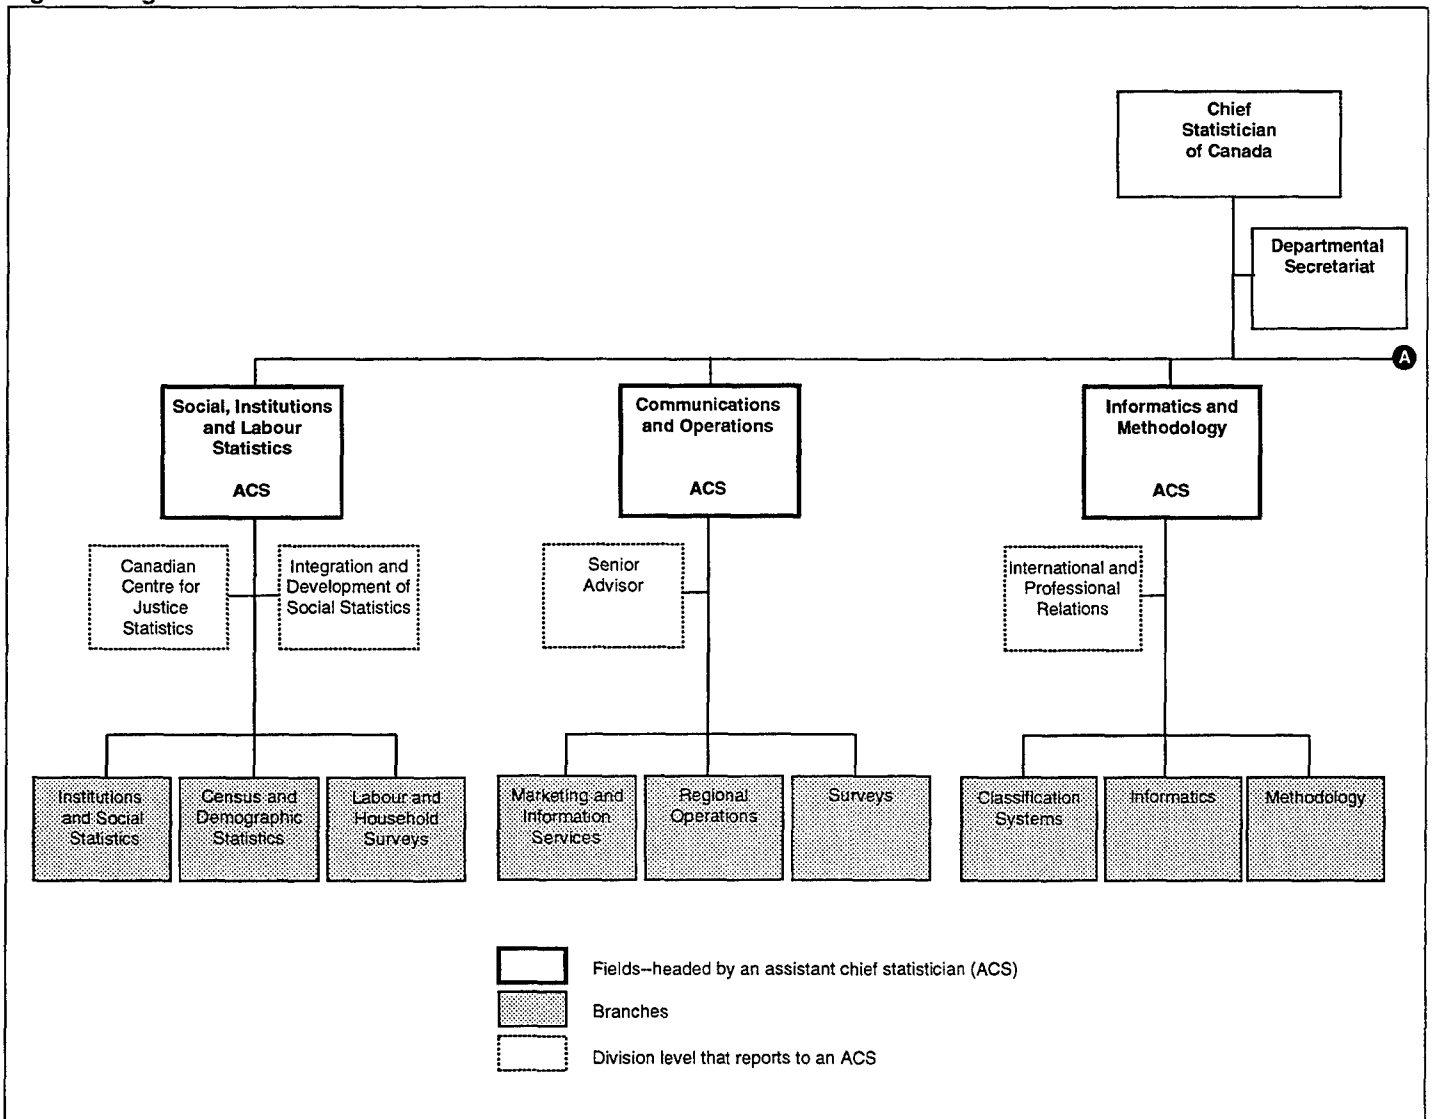 Chief
Statistician
of Canada
Departmental
Secretariat
A
Social, Institutions
and Labour
Statistics
ACS
Communications
and Operations
ACS
Informatics and
Methodology
ACS
Canadian
Centre for
Justice
Statistics
Integration and
Development of
Social Statistics
Senior
Advisor
International and
Professional
Relations
Institutions
and Social
Statistics
Census and
Demographic
Statistics
Labour and
Household
Surveys
Marketing and
Information
Services
Regional
Operations
Surveys
Classification
Systems
Informatics
Methodology
Fields--headed by an assistant chief statistician (ACS)
Branches
Division level that reports to an ACS